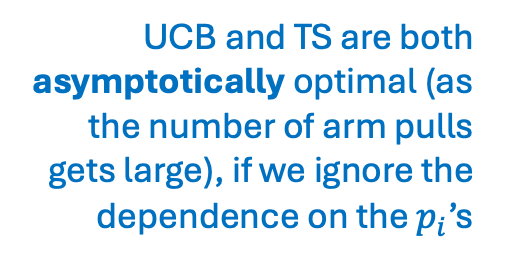 UCB and TS are both
asymptotically optimal (as
the number of arm pulls
gets large), if we ignore the
dependence on the 𝑝ᵢ’s